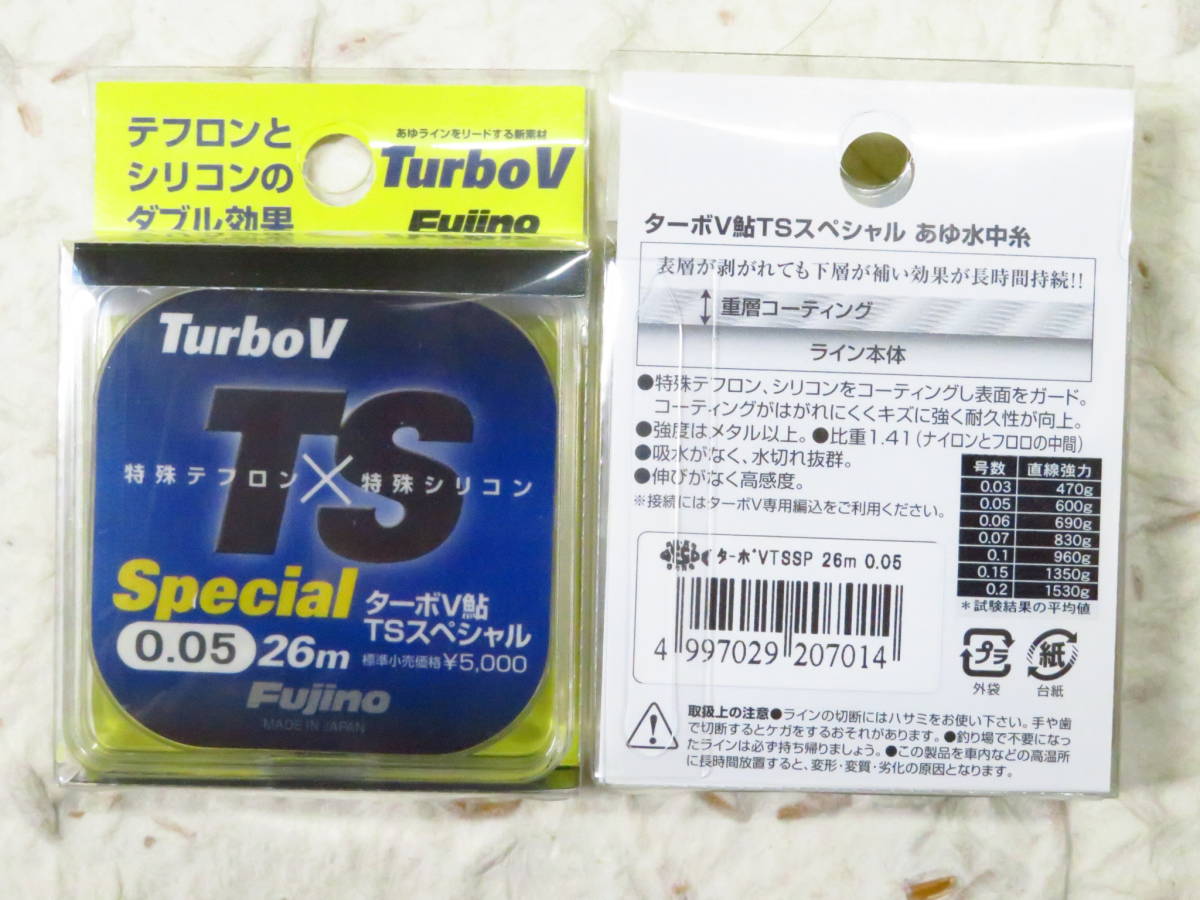 テフロンと
シリコンの
ダブル効果
あゆラインをリードする新素材
TurboV
Fujino
TurboV
TS
特殊テフロン×特殊シリコン
Special
ターボV鮎
TSスペシャル
0.05 26m 標準小売価格¥5,000
Fujino
MADE IN JAPAN
ターボV鮎TSスペシャル あゆ水中糸
表層が剥がれても下層が補い効果が長時間持続!!
重層コーティング
ライン本体
●特殊テフロン、シリコンをコーティングし表面をガード。
コーティングがはがれにくくキズに強く耐久性が向上。
●強度はメタル以上。●比重1.41(ナイロンとフロロの中間)
●吸水がなく、水切れ抜群。
●伸びがなく高感度。
※接続にはターボV専用編込をご利用ください。
号数 直線強力
0.03 470g
0.05 600g
0.06 690g
0.07 830g
0.1 960g
0.15 1350g
0.2 1530g
*試験結果の平均値
ターボVTSSP 26m 0.05
4 997029 207014
プラ
外袋
紙
台紙
取扱上の注意●ラインの切断にはハサミをお使い下さい。手や歯
で切断するとケガをするおそれがあります。●釣り場で不要になっ
たラインは必ず持ち帰りましょう。●この製品を車内などの高温所
に長時間放置すると、変形・変質・劣化の原因となります。